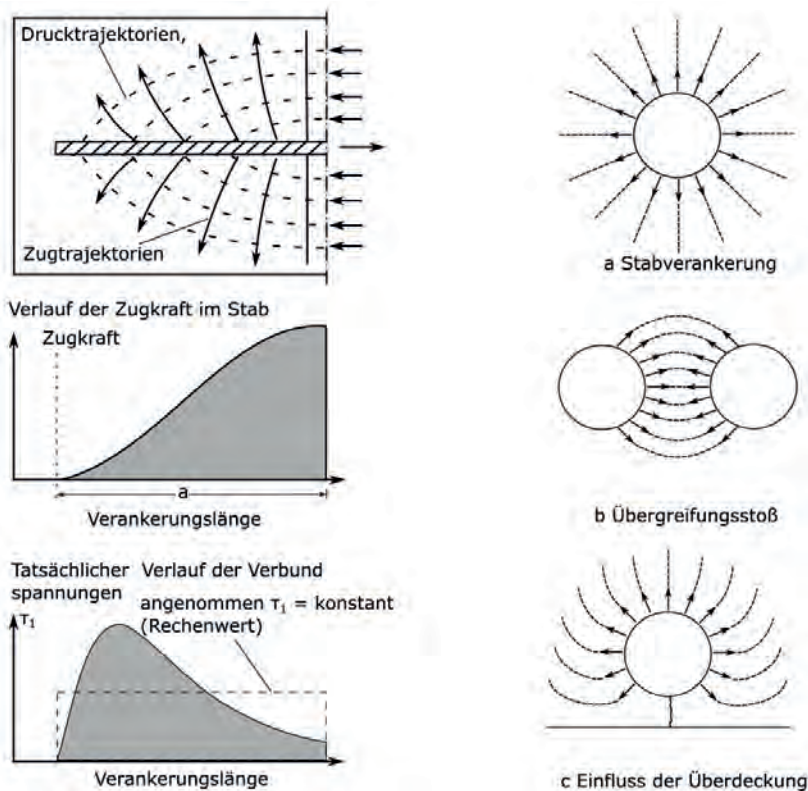 Drucktrajektorien,
Zugtrajektorien
a Stabverankerung
Verlauf der Zugkraft im Stab
Zugkraft
a
Verankerungslänge
b Übergreifungsstoß
Tatsächlicher Verlauf der Verbund
spannungen
angenommen τ₁ = konstant
(Rechenwert)
τ₁
Verankerungslänge
c Einfluss der Überdeckung